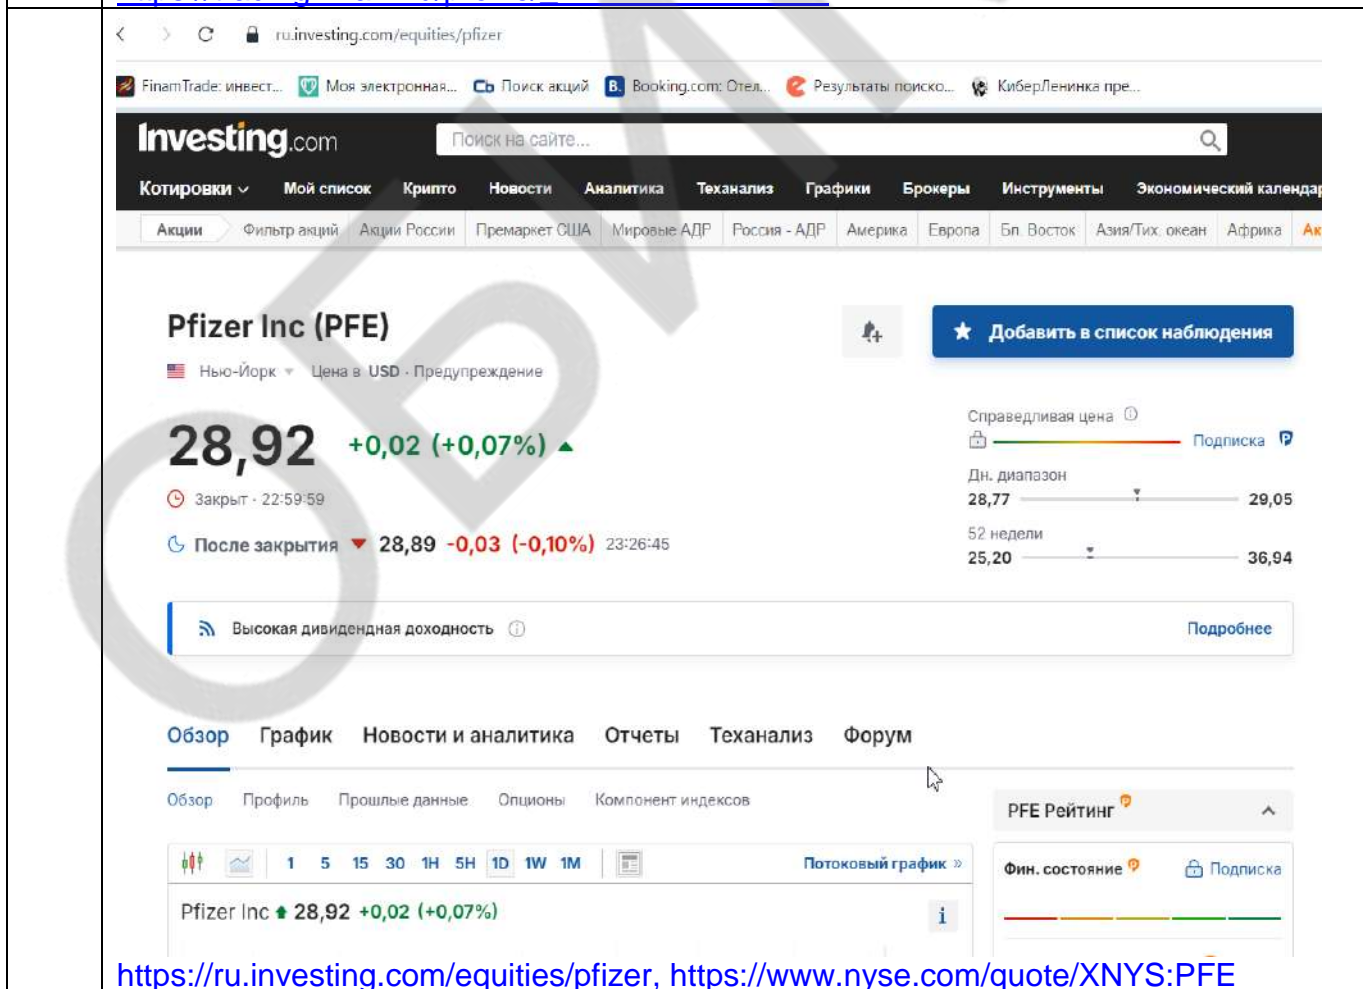 ru.investing.com/equities/pfizer
FinamTrade: инвест... Моя электронная... Поиск акций Booking.com: Отел... Результаты поиско... КиберЛенинка пре...
Investing.com Поиск на сайте...
Котировки Мой список Крипто Новости Аналитика Теханализ Графики Брокеры Инструменты Экономический календар
Акции Фильтр акций Акции России Премаркет США Мировые АДР Россия - АДР Америка Европа Бл. Восток Азия/Тих. океан Африка Ак
Pfizer Inc (PFE)
Добавить в список наблюдения
Нью-Йорк Цена в USD · Предупреждение
Справедливая цена
28,92 +0,02 (+0,07%)
Подписка
Дн. диапазон
Закрыт · 22:59:59
28,77 29,05
52 недели
После закрытия 28,89 -0,03 (-0,10%) 23:26:45
25,20 36,94
Высокая дивидендная доходность Подробнее
Обзор График Новости и аналитика Отчеты Теханализ Форум
Обзор Профиль Прошлые данные Опционы Компонент индексов
PFE Рейтинг
1 5 15 30 1H 5H 1D 1W 1M Потоковый график »
Фин. состояние Подписка
Pfizer Inc 28,92 +0,02 (+0,07%)
https://ru.investing.com/equities/pfizer, https://www.nyse.com/quote/XNYS:PFE